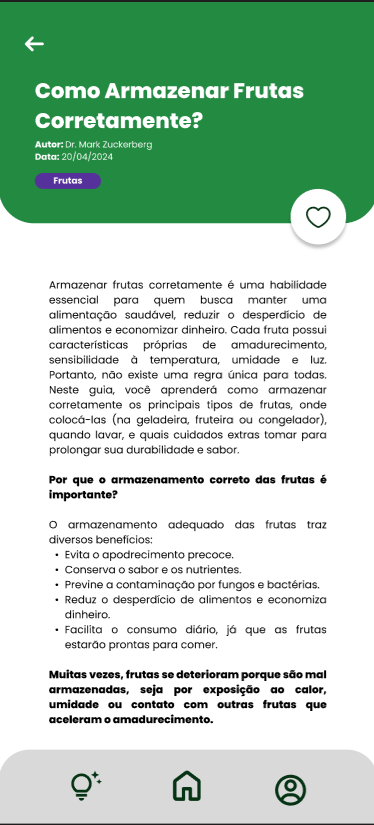 Como Armazenar Frutas
Corretamente?
Autor: Dr. Mark Zuckerberg
Data: 20/04/2024
Frutas
Armazenar frutas corretamente é uma habilidade
essencial para quem busca manter uma
alimentação saudável, reduzir o desperdício de
alimentos e economizar dinheiro. Cada fruta possui
características próprias de amadurecimento,
sensibilidade à temperatura, umidade e luz.
Portanto, não existe uma regra única para todas.
Neste guia, você aprenderá como armazenar
corretamente os principais tipos de frutas, onde
colocá-las (na geladeira, fruteira ou congelador),
quando lavar, e quais cuidados extras tomar para
prolongar sua durabilidade e sabor.
Por que o armazenamento correto das frutas é
importante?
O armazenamento adequado das frutas traz
diversos benefícios:
• Evita o apodrecimento precoce.
• Conserva o sabor e os nutrientes.
• Previne a contaminação por fungos e bactérias.
• Reduz o desperdício de alimentos e economiza
dinheiro.
• Facilita o consumo diário, já que as frutas
estarão prontas para comer.
Muitas vezes, frutas se deterioram porque são mal
armazenadas, seja por exposição ao calor,
umidade ou contato com outras frutas que
aceleram o amadurecimento.